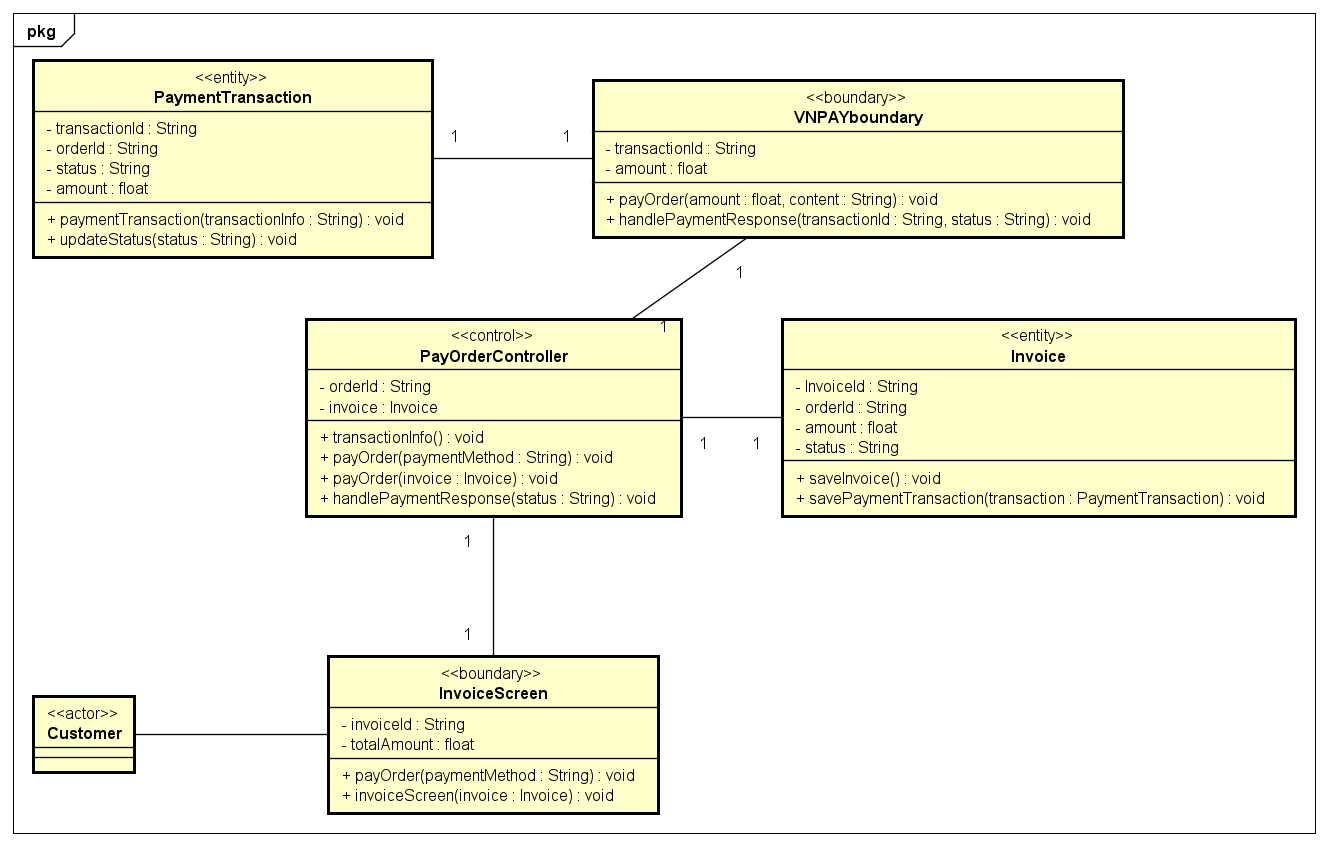 pkg
<<entity>>
PaymentTransaction
- transactionId : String
- orderId : String
- status : String
- amount : float
+ paymentTransaction(transactionInfo : String) : void
+ updateStatus(status : String) : void
1
1
<<boundary>>
VNPAYboundary
- transactionId : String
- amount : float
+ payOrder(amount : float, content : String) : void
+ handlePaymentResponse(transactionId : String, status : String) : void
1
1
<<control>>
PayOrderController
- orderId : String
- invoice : Invoice
+ transactionInfo() : void
+ payOrder(paymentMethod : String) : void
+ payOrder(invoice : Invoice) : void
+ handlePaymentResponse(status : String) : void
1
1
<<entity>>
Invoice
- InvoiceId : String
- orderId : String
- amount : float
- status : String
+ saveInvoice() : void
+ savePaymentTransaction(transaction : PaymentTransaction) : void
1
1
<<boundary>>
InvoiceScreen
- invoiceId : String
- totalAmount : float
+ payOrder(paymentMethod : String) : void
+ invoiceScreen(invoice : Invoice) : void
<<actor>>
Customer